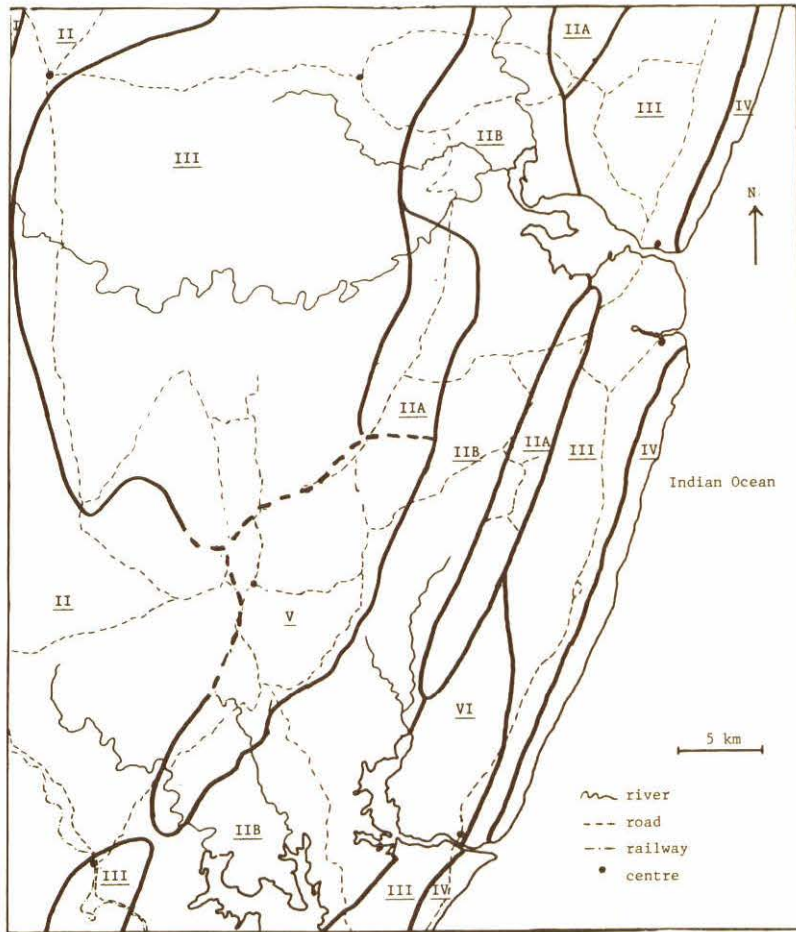 I
II
IIA
III
IV
IIB
III
N
IIA
IIB
IIA
III
IV
Indian Ocean
II
V
VI
5 km
river
road
railway
centre
IIB
III
III
IV